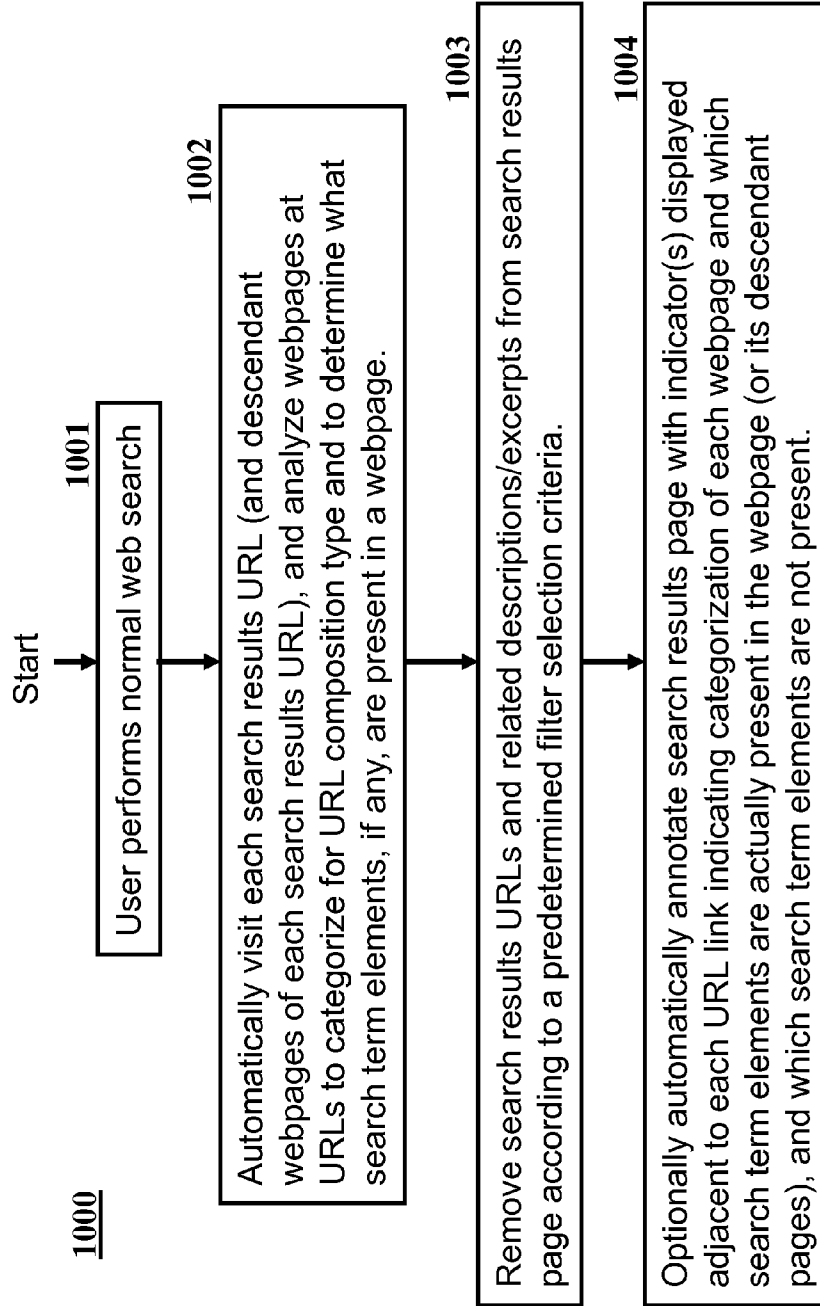 1000
Start
1001
User performs normal web search
1002
Automatically visit each search results URL (and descendant
webpages of each search results URL), and analyze webpages at
URLs to categorize for URL composition type and to determine what
search term elements, if any, are present in a webpage.
1003
Remove search results URLs and related descriptions/excerpts from search results
page according to a predetermined filter selection criteria.
1004
Optionally automatically annotate search results page with indicator(s) displayed
adjacent to each URL link indicating categorization of each webpage and which
search term elements are actually present in the webpage (or its descendant
pages), and which search term elements are not present.